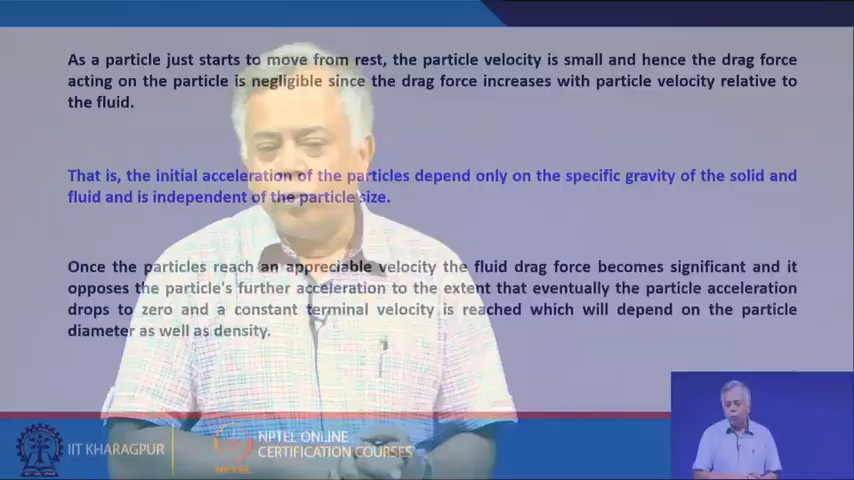 As a particle just starts to move from rest, the particle velocity is small and hence the drag force
acting on the particle is negligible since the drag force increases with particle velocity relative to
the fluid.
That is, the initial acceleration of the particles depend only on the specific gravity of the solid and
fluid and is independent of the particle size.
Once the particles reach an appreciable velocity the fluid drag force becomes significant and it
opposes the particle's further acceleration to the extent that eventually the particle acceleration
drops to zero and a constant terminal velocity is reached which will depend on the particle
diameter as well as density.
IIT KHARAGPUR
NPTEL
NPTEL ONLINE
CERTIFICATION COURSES